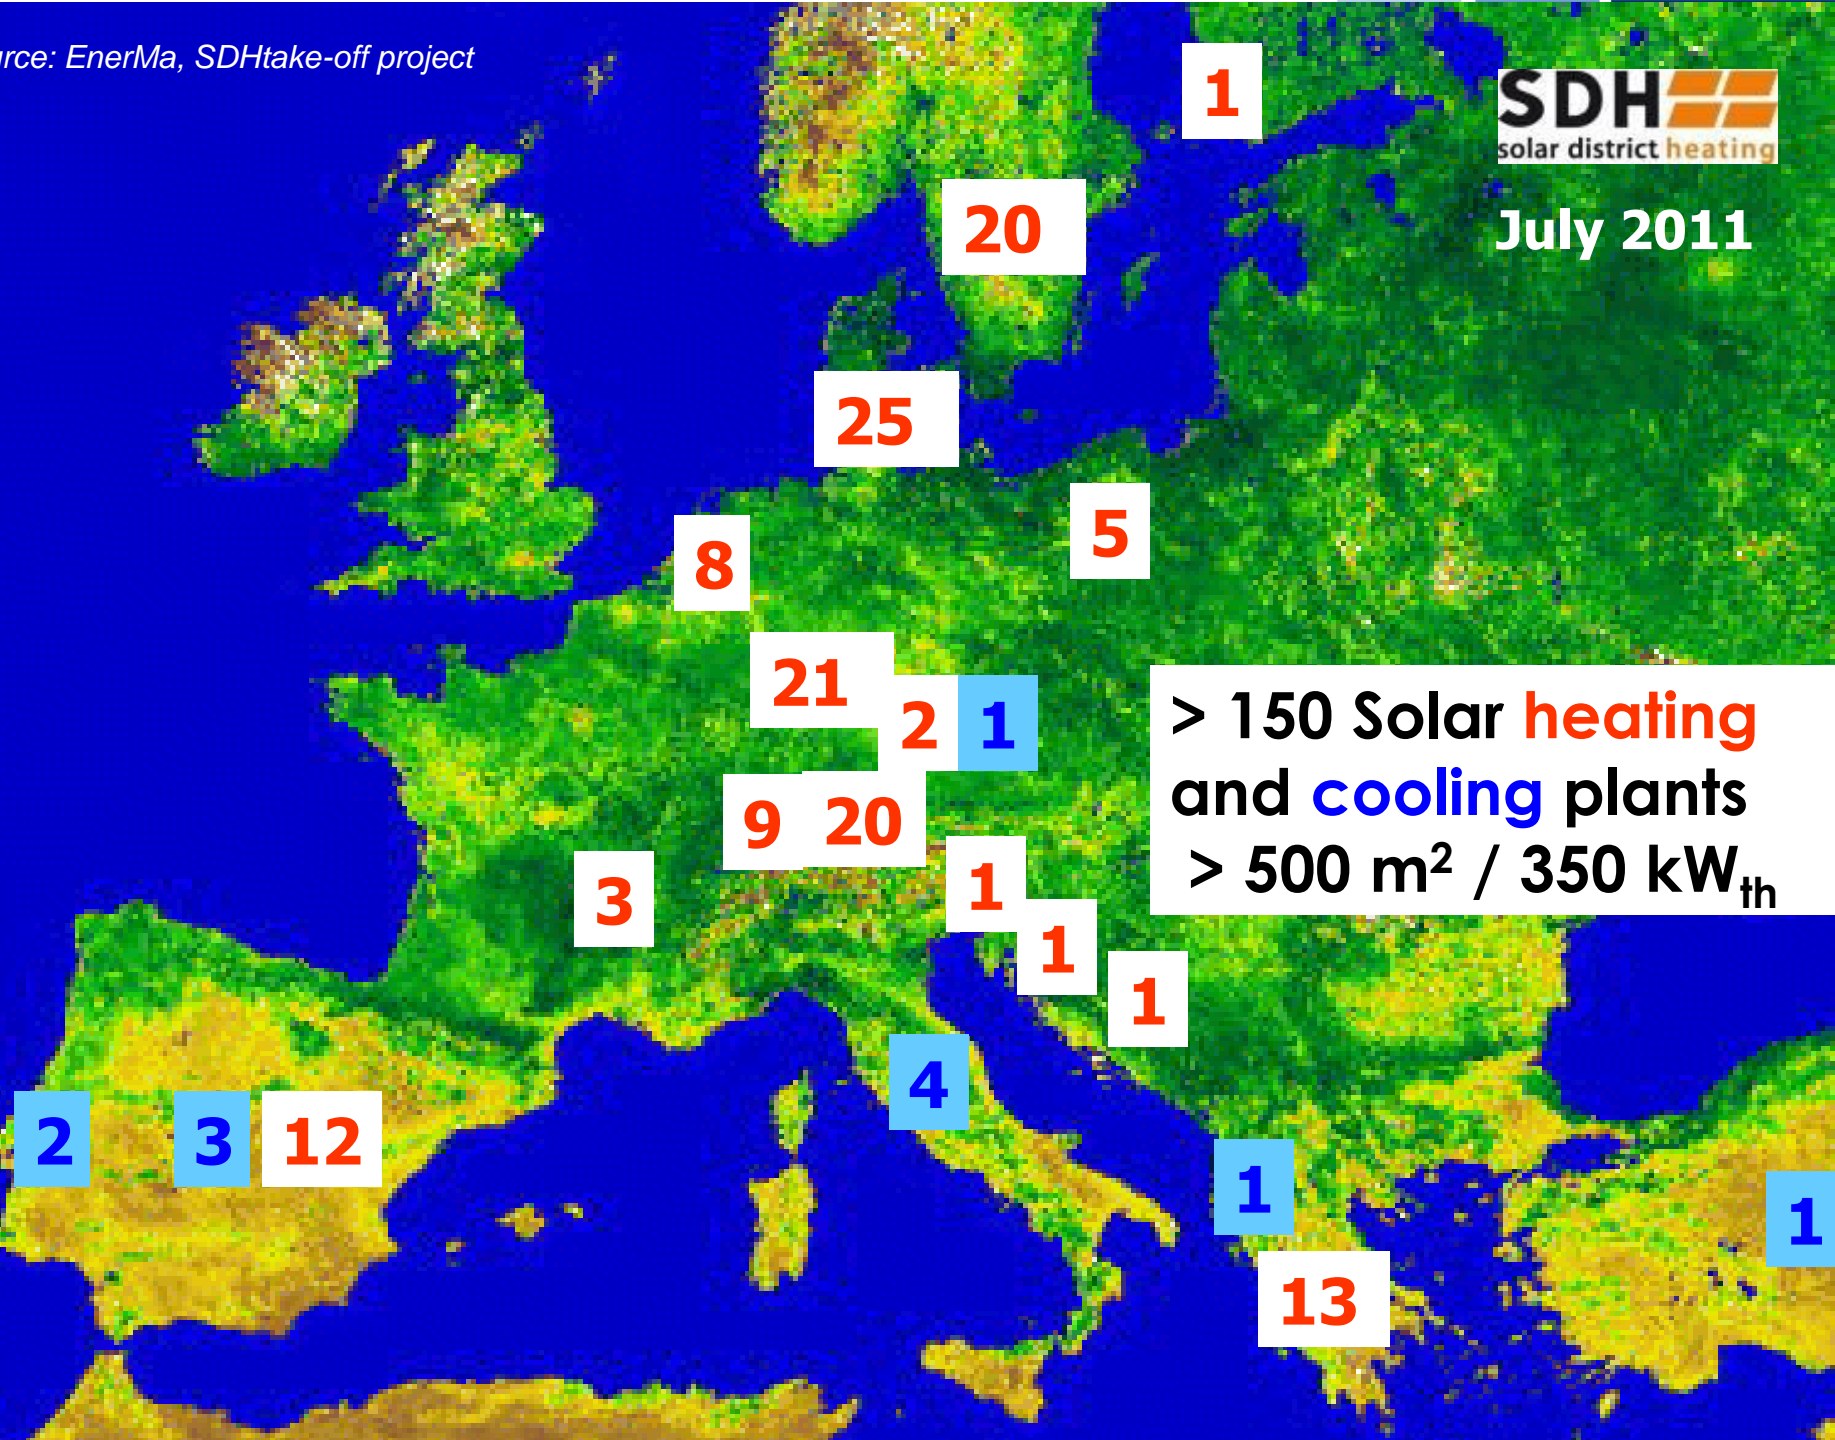 rce: EnerMa, SDHtake-off project
SDH
solar district heating
July 2011
1
20
25
5
8
21
2 1
> 150 Solar heating
and cooling plants
> 500 m² / 350 kWth
9 20
3
1
1
1
4
2 3 12
1
1
13